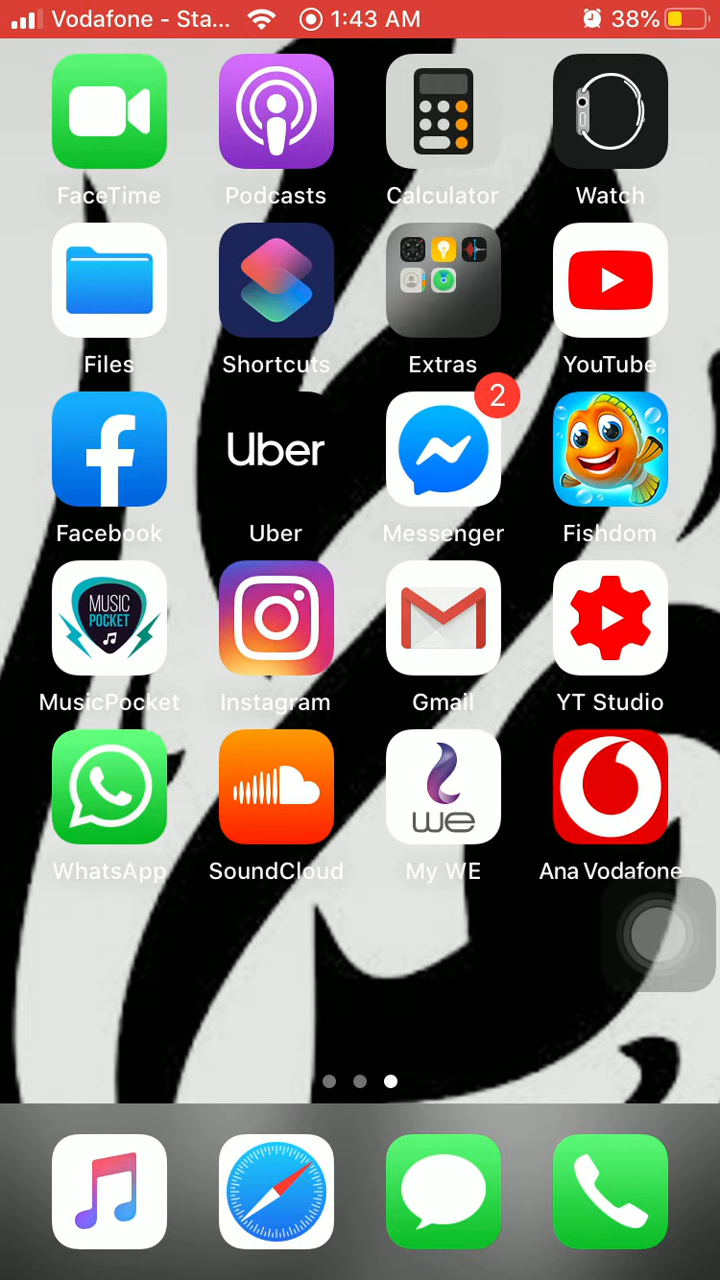 Vodafone - Sta... 1:43 AM 38%
FaceTime Podcasts Calculator Watch
Files Shortcuts Extras YouTube
2
Uber
Facebook Uber Messenger Fishdom
MUSIC
POCKET
MusicPocket Instagram Gmail YT Studio
we
WhatsApp SoundCloud My WE Ana Vodafone